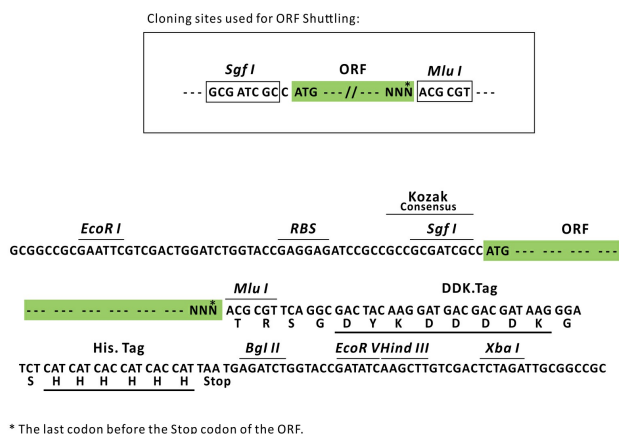 Cloning sites used for ORF Shuttling:
Sgf I ORF Mlu I
--- GCG ATC GC C ATG --- // --- NNN* ACG CGT ---
Kozak
Consensus
EcoR I RBS Sgf I ORF
GCGGCCGCGAATTCGTCGACTGGATCTGGTACCGAGGAGATCCGCCGCCGCGATCGCC ATG --- --- --- ---
Mlu I DDK.Tag
--- --- --- --- --- --- --- NNN* ACG CGT TCA GGC GAC TAC AAG GAT GAC GAC GAT AAG GGA
T R S G D Y K D D D D K G
His. Tag Bgl II EcoR V Hind III Xba I
TCT CAT CAT CAC CAT CAC CAT TAA TGAGATCTGGTACCGATATCAAGCTTGTCGACTCTAGATTGCGGCCGC
S H H H H H H Stop
* The last codon before the Stop codon of the ORF.